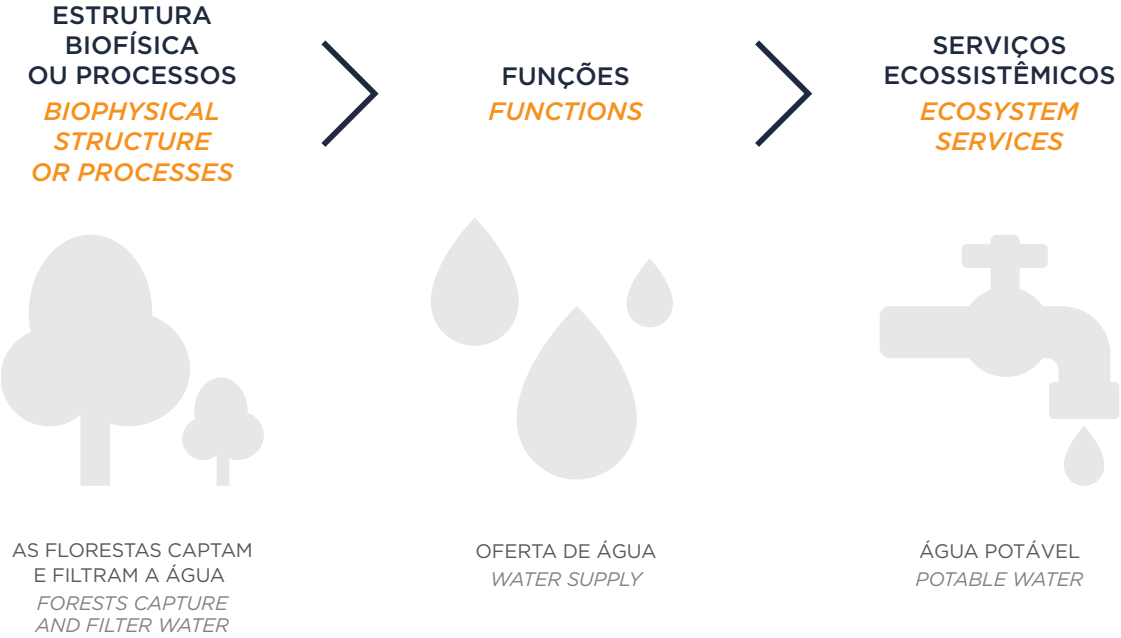 ESTRUTURA
BIOFÍSICA
OU PROCESSOS
BIOPHYSICAL
STRUCTURE
OR PROCESSES
FUNÇÕES
FUNCTIONS
SERVIÇOS
ECOSSISTÊMICOS
ECOSYSTEM
SERVICES
AS FLORESTAS CAPTAM
E FILTRAM A ÁGUA
FORESTS CAPTURE
AND FILTER WATER
OFERTA DE ÁGUA
WATER SUPPLY
ÁGUA POTÁVEL
POTABLE WATER